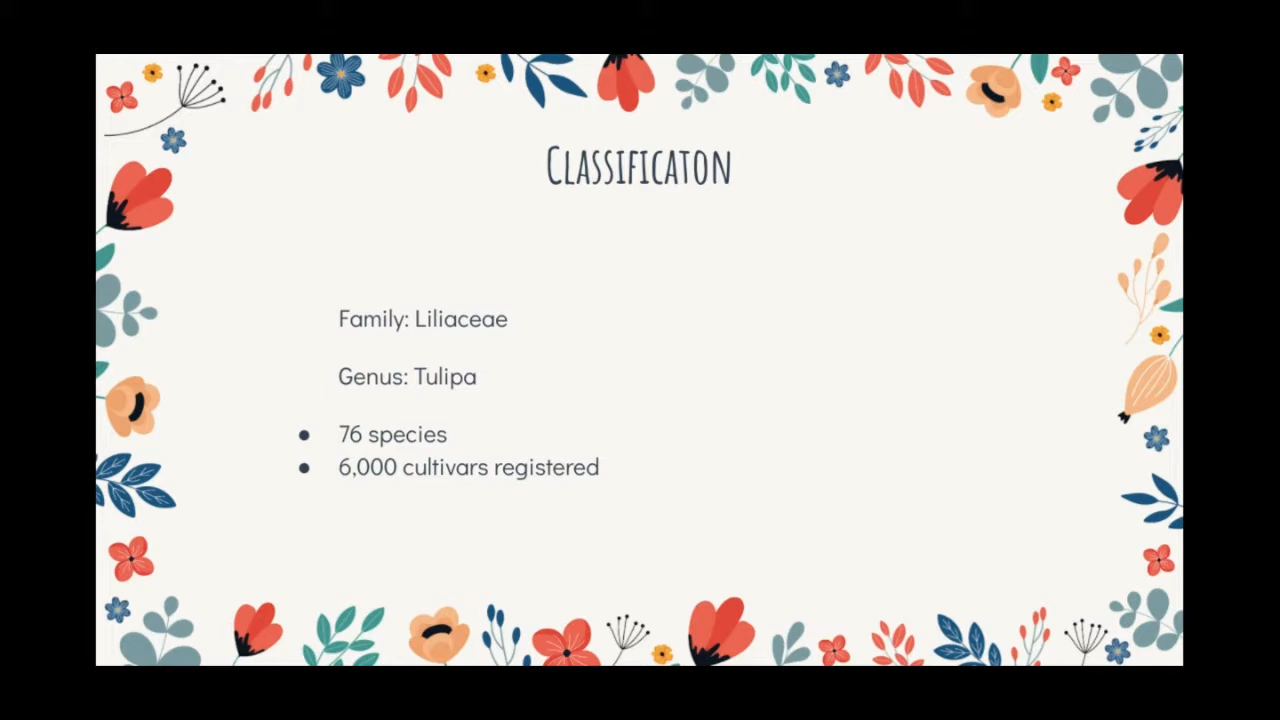 Classificaton
Family: Liliaceae
Genus: Tulipa
● 76 species
● 6,000 cultivars registered